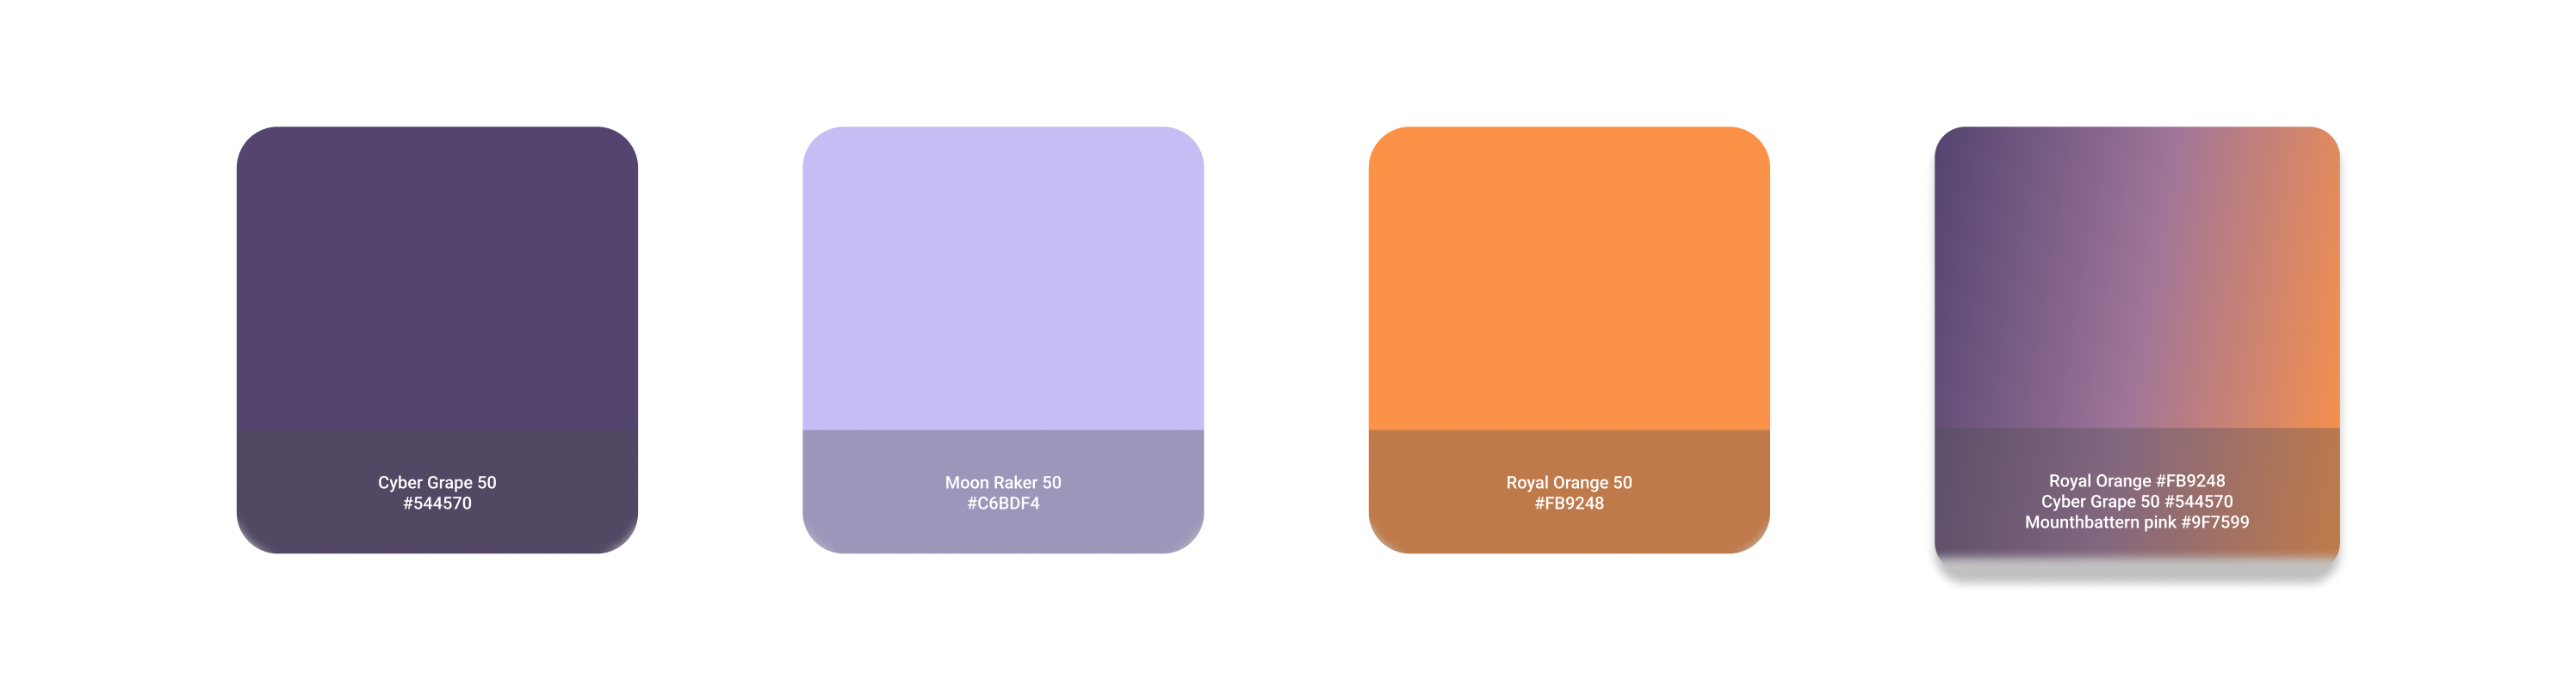 Cyber Grape 50
#544570
Moon Raker 50
#C6BDF4
Royal Orange 50
#FB9248
Royal Orange #FB9248
Cyber Grape 50 #544570
Mounthbattern pink #9F7599